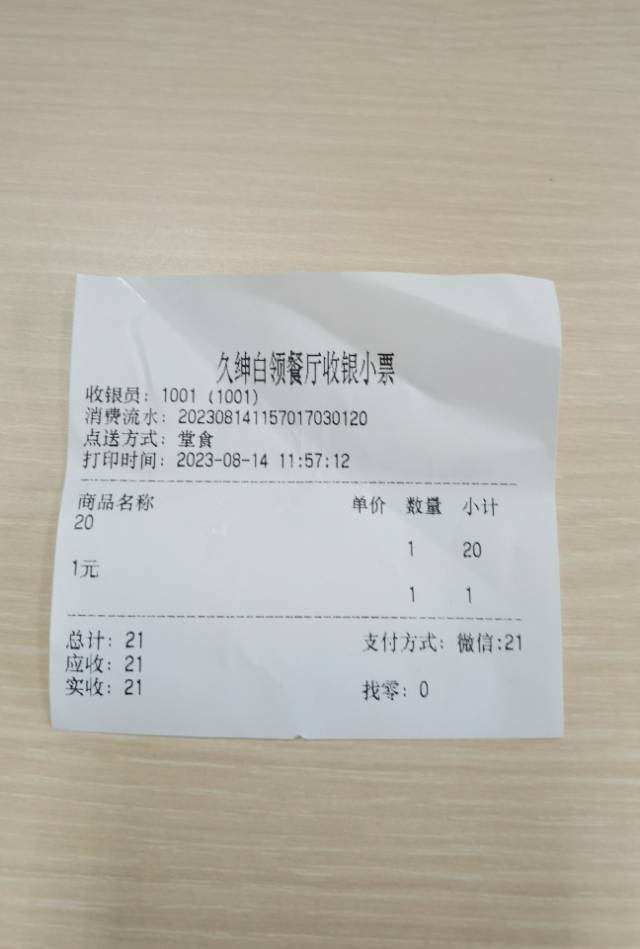 久绅白领餐厅收银小票
收银员: 1001 (1001)
消费流水: 202308141157017030120
点送方式: 堂食
打印时间: 2023-08-14 11:57:12
商品名称 单价 数量 小计
20
1 20
1元
1 1
总计: 21 支付方式: 微信:21
应收: 21
实收: 21 找零: 0